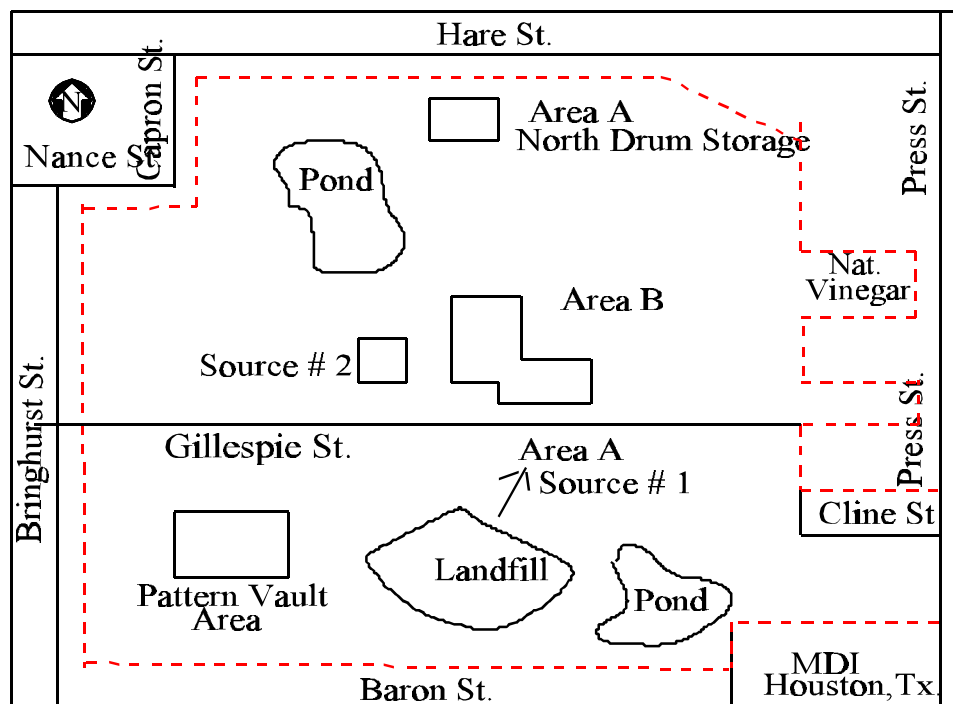 Hare St.
Capron St.
N
Nance St
Area A
North Drum Storage
Press St.
Pond
Nat.
Vinegar
Area B
Source # 2
Bringhurst St.
Press St.
Gillespie St.
Area A
Source # 1
Cline St
Landfill
Pattern Vault
Area
Pond
MDI
Houston,Tx.
Baron St.